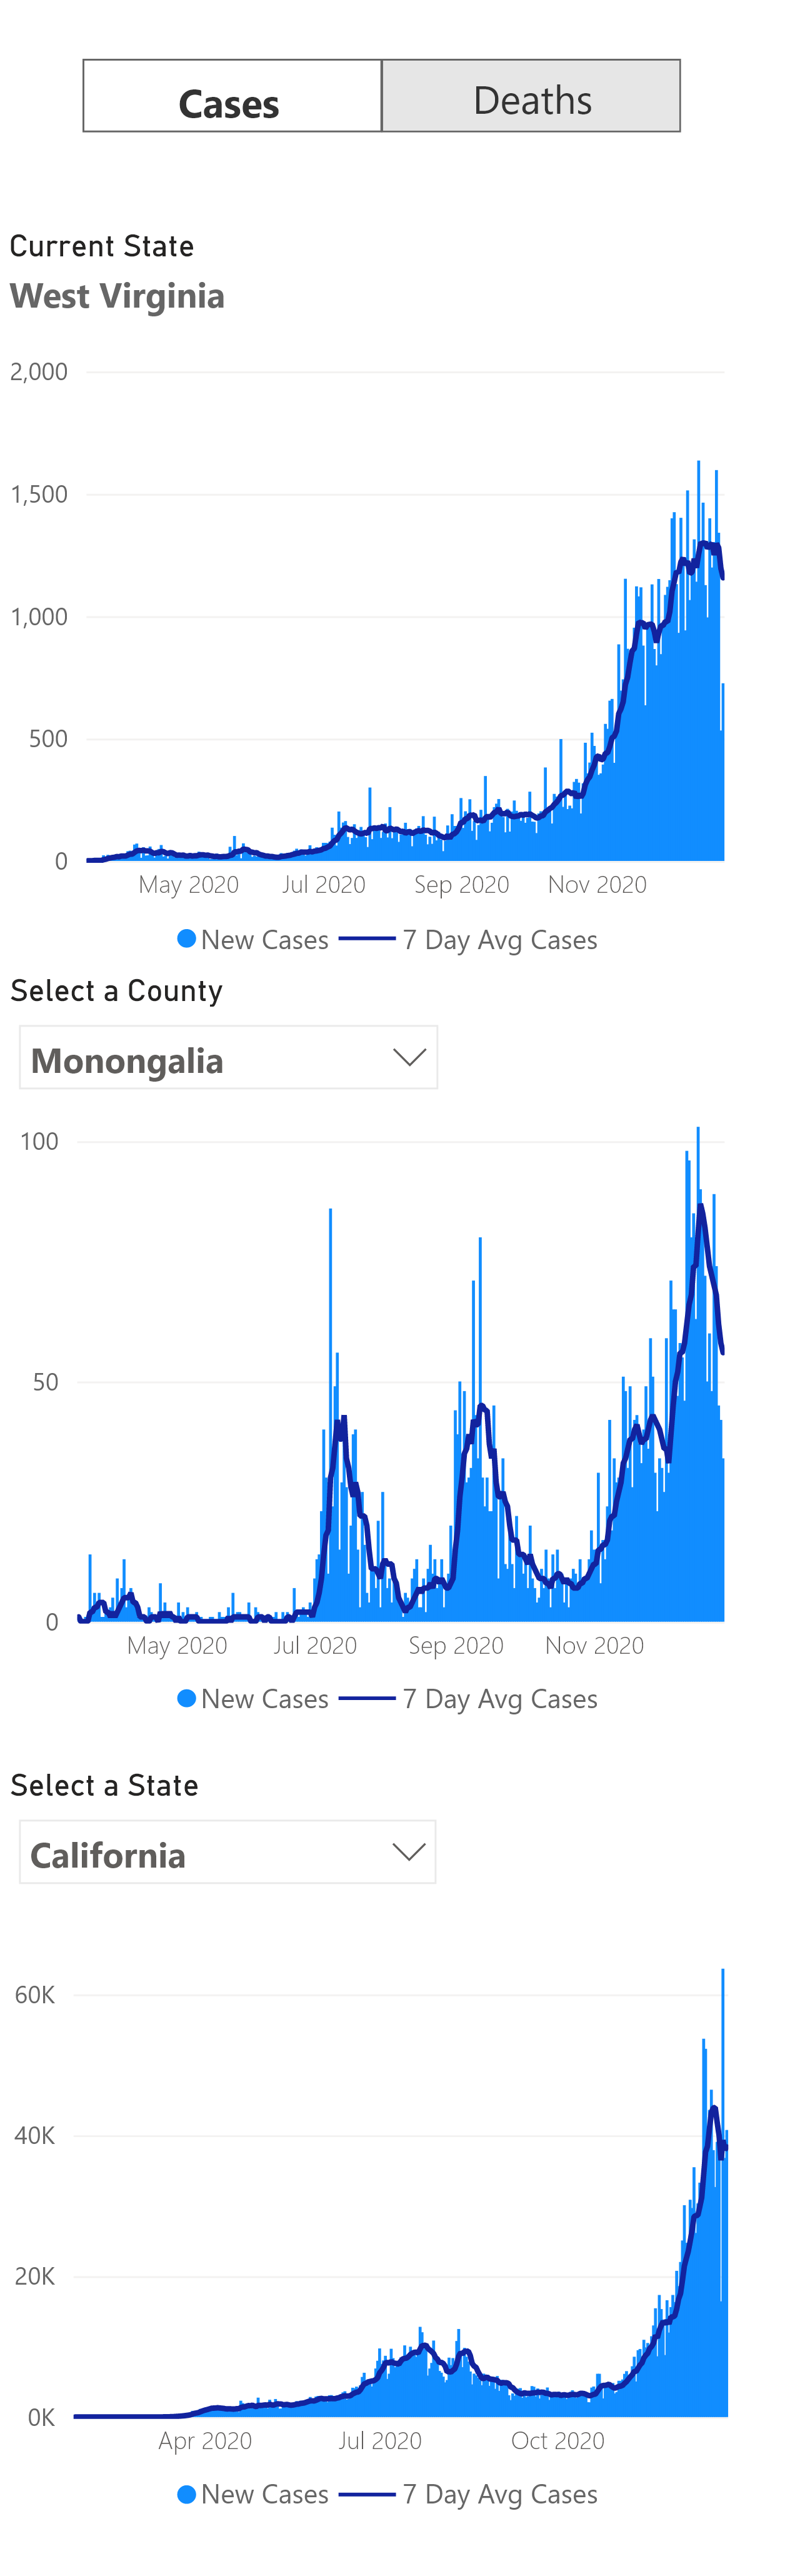 Cases Deaths
Current State
West Virginia
2,000
1,500
1,000
500
0
May 2020 Jul 2020 Sep 2020 Nov 2020
New Cases 7 Day Avg Cases
Select a County
Monongalia
100
50
0
May 2020 Jul 2020 Sep 2020 Nov 2020
New Cases 7 Day Avg Cases
Select a State
California
60K
40K
20K
0K
Apr 2020 Jul 2020 Oct 2020
New Cases 7 Day Avg Cases